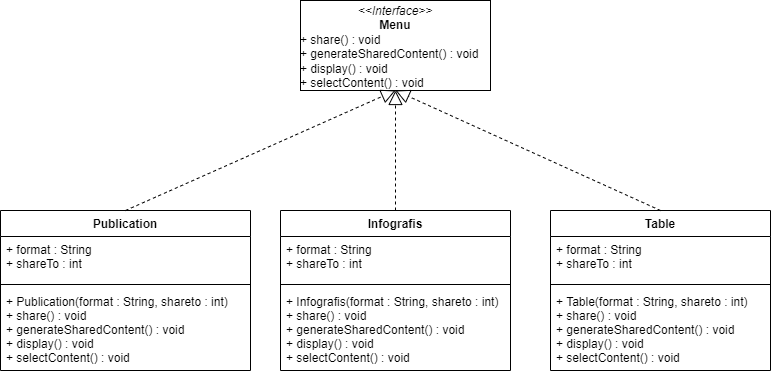 <<Interface>>
Menu
+ share() : void
+ generateSharedContent() : void
+ display() : void
+ selectContent() : void
Publication
+ format : String
+ shareTo : int
+ Publication(format : String, shareto : int)
+ share() : void
+ generateSharedContent() : void
+ display() : void
+ selectContent() : void
Infografis
+ format : String
+ shareTo : int
+ Infografis(format : String, shareto : int)
+ share() : void
+ generateSharedContent() : void
+ display() : void
+ selectContent() : void
Table
+ format : String
+ shareTo : int
+ Table(format : String, shareto : int)
+ share() : void
+ generateSharedContent() : void
+ display() : void
+ selectContent() : void